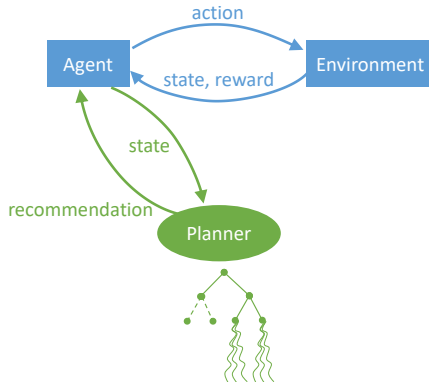 action
Agent
Environment
state, reward
state
recommendation
Planner